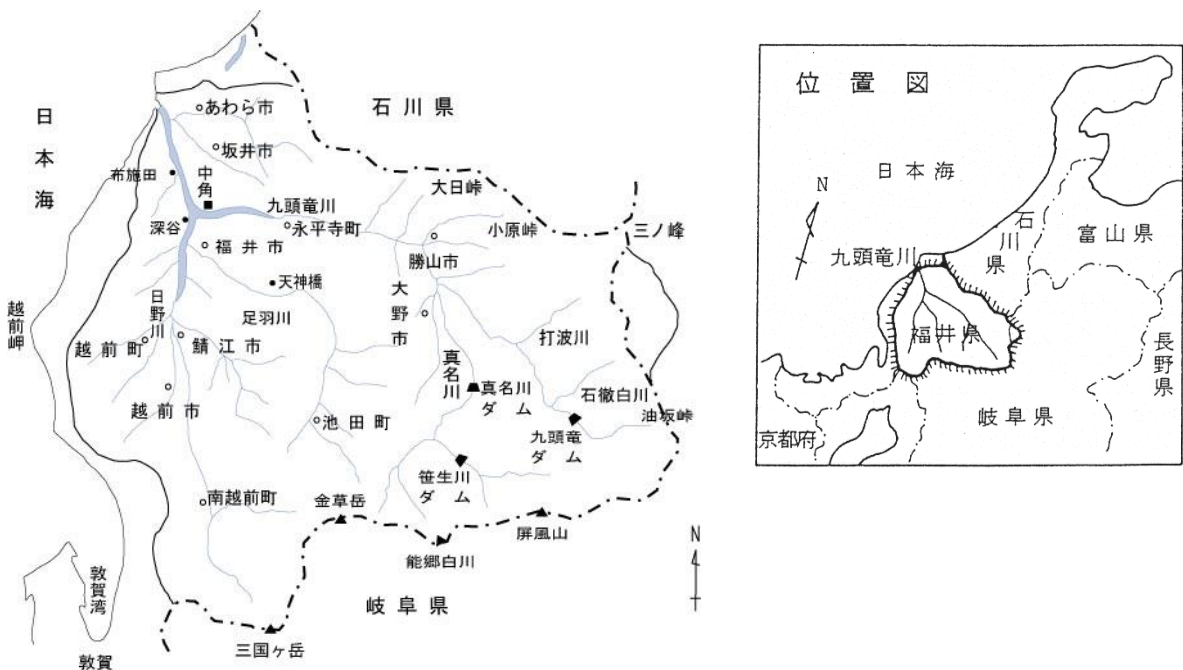 日本海
石川県
あわら市
坂井市
布施田
中角
九頭竜川
永平寺町
深谷
福井市
天神橋
日野川
足羽川
越前岬
越前町
鯖江市
越前市
池田町
南越前町
大日峠
小原峠
三ノ峰
勝山市
大野市
打波川
真名川
真名川
ダム
石徹白川
油坂峠
九頭竜
ダム
笹生川
ダム
金草岳
能郷白川
屏風山
岐阜県
三国ヶ岳
敦賀湾
敦賀
N
位置図
N
日本海
九頭竜川
石川県
富山県
福井県
長野県
岐阜県
京都府